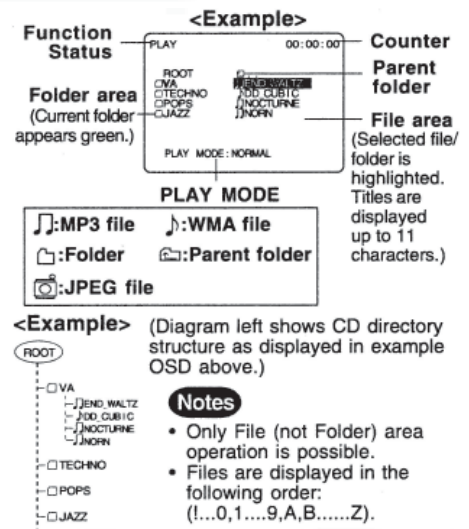 <Example>
Function Status
PLAY 00:00:00
Counter
ROOT
Parent folder
VA
TECHNO
POPS
JAZZ
END_WALTZ
DD_CUBIC
NOCTURNE
NORN
Folder area
(Current folder appears green.)
File area
(Selected file/
folder is
highlighted.
Titles are
displayed
up to 11
characters.)
PLAY MODE:NORMAL
PLAY MODE
:MP3 file :WMA file
:Folder :Parent folder
:JPEG file
<Example>
(Diagram left shows CD directory
structure as displayed in example
OSD above.)
ROOT
VA
END_WALTZ
DD_CUBIC
NOCTURNE
NORN
TECHNO
POPS
JAZZ
Notes
• Only File (not Folder) area
operation is possible.
• Files are displayed in the
following order:
(!...0,1....9,A,B......Z).